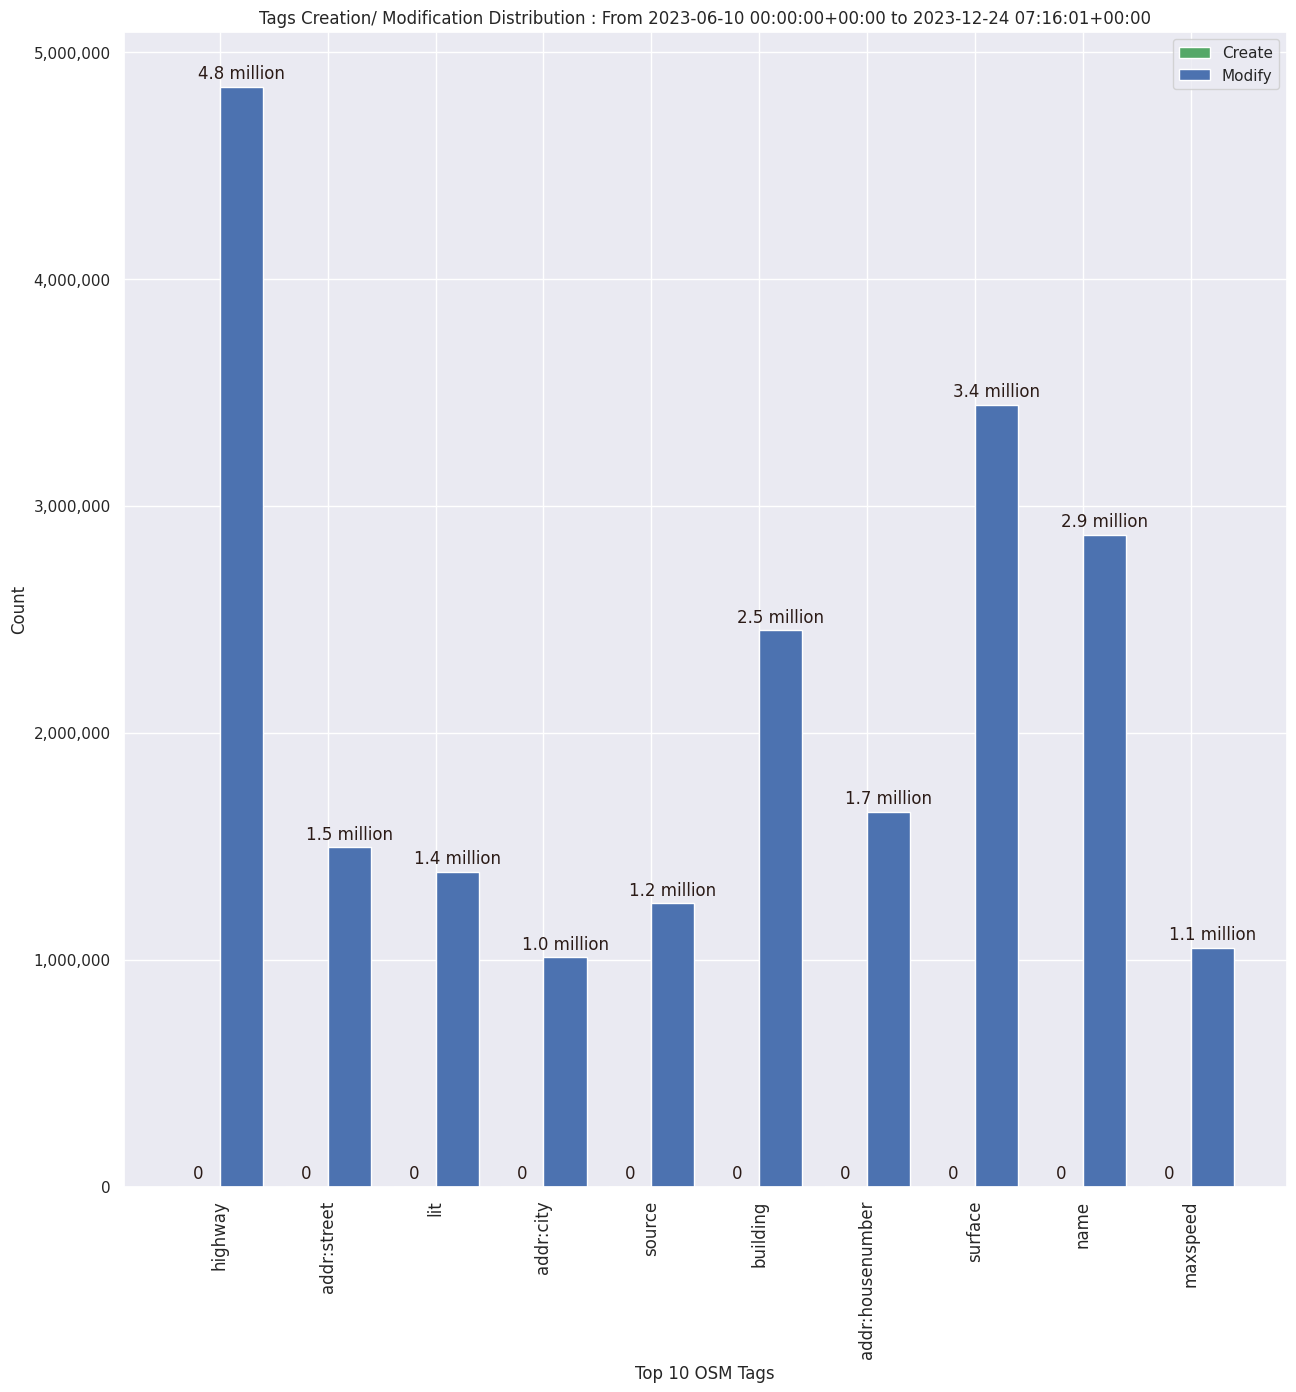 Tags Creation/ Modification Distribution : From 2023-06-10 00:00:00+00:00 to 2023-12-24 07:16:01+00:00
Create
Modify
5,000,000
4,000,000
3,000,000
2,000,000
1,000,000
0
Count
4.8 million
1.5 million
1.4 million
1.0 million
1.2 million
2.5 million
1.7 million
3.4 million
2.9 million
1.1 million
0
0
0
0
0
0
0
0
0
0
highway
addr:street
lit
addr:city
source
building
addr:housenumber
surface
name
maxspeed
Top 10 OSM Tags